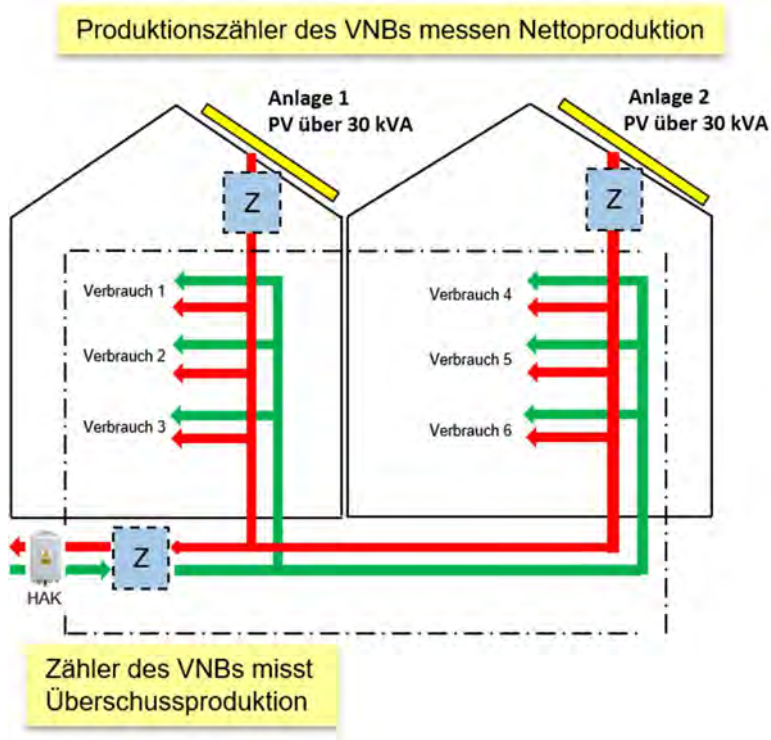 Produktionszähler des VNBs messen Nettoproduktion
Anlage 1
PV über 30 kVA
Anlage 2
PV über 30 kVA
Z
Z
Verbrauch 1
Verbrauch 2
Verbrauch 3
Verbrauch 4
Verbrauch 5
Verbrauch 6
Z
HAK
Zähler des VNBs misst
Überschussproduktion